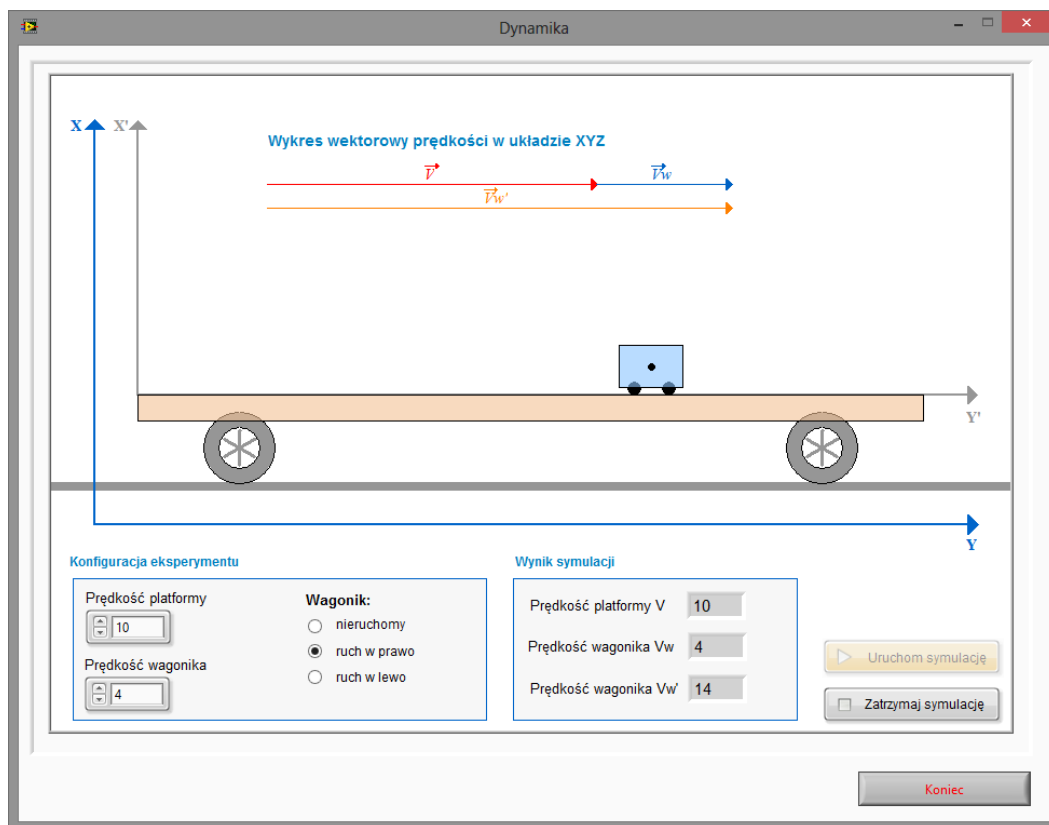 Dynamika
X X'
Wykres wektorowy prędkości w układzie XYZ
V Vw
Vw'
Y'
Y
Konfiguracja eksperymentu
Prędkość platformy
10
Prędkość wagonika
4
Wagonik:
nieruchomy
ruch w prawo
ruch w lewo
Wynik symulacji
Prędkość platformy V 10
Prędkość wagonika Vw 4
Prędkość wagonika Vw' 14
Uruchom symulację
Zatrzymaj symulację
Koniec